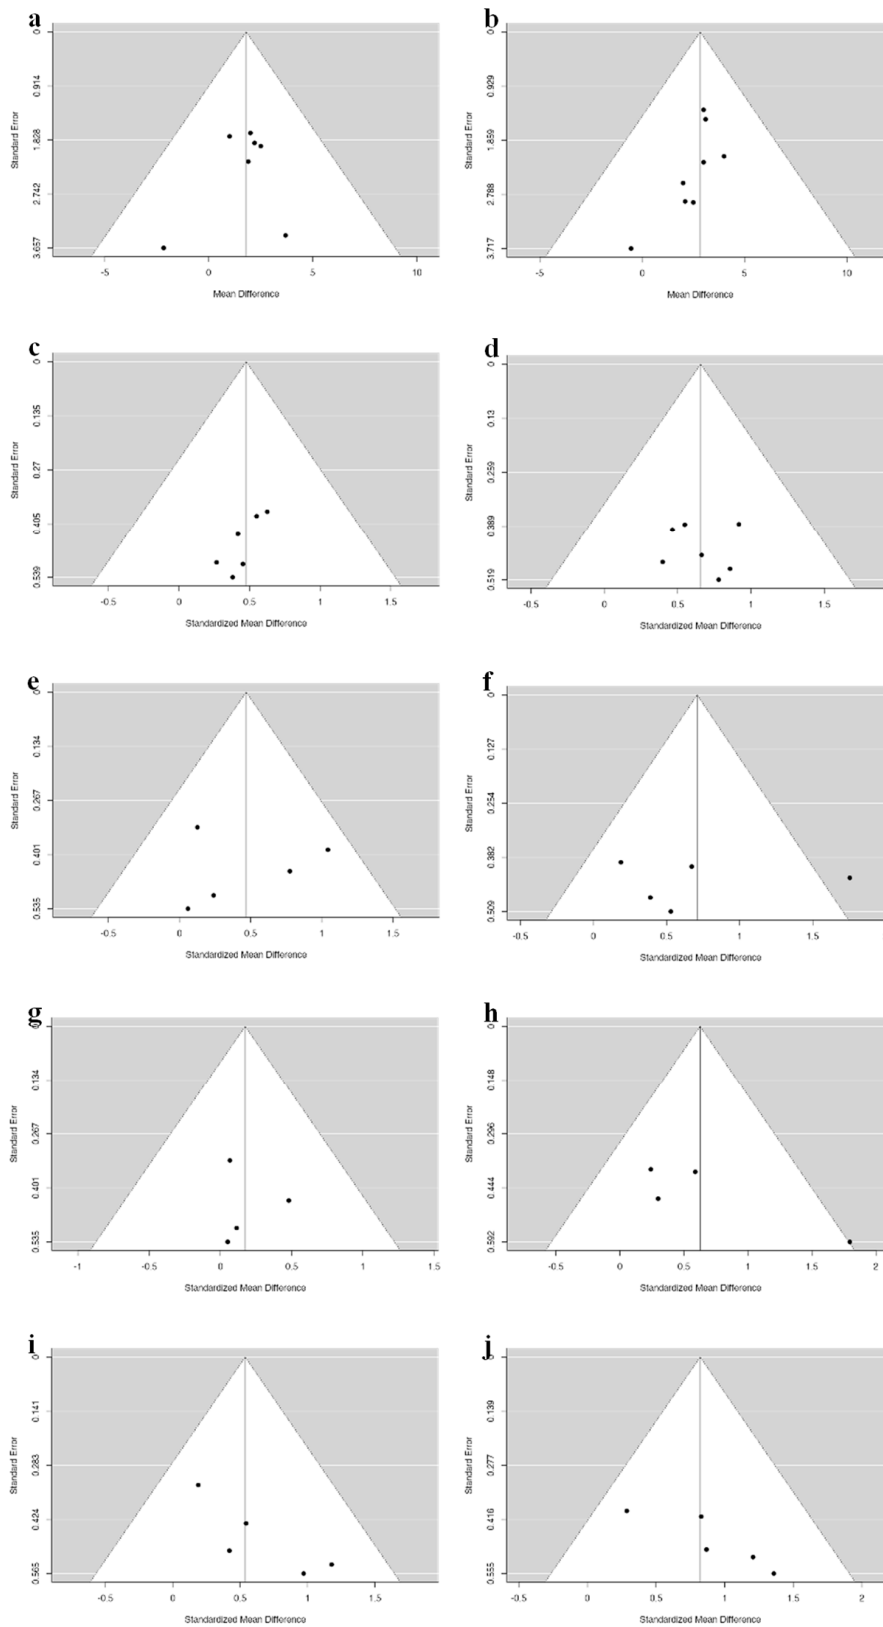 a
0
0.914
1.828
2.742
3.657
Standard Error
-5 0 5 10
Mean Difference
b
0
0.929
1.859
2.788
3.717
Standard Error
-5 0 5 10
Mean Difference
c
0
0.135
0.27
0.405
0.539
Standard Error
-0.5 0 0.5 1 1.5
Standardized Mean Difference
d
0
0.13
0.259
0.389
0.519
Standard Error
-0.5 0 0.5 1 1.5
Standardized Mean Difference
e
0
0.134
0.267
0.401
0.535
Standard Error
-0.5 0 0.5 1 1.5
Standardized Mean Difference
f
0
0.127
0.254
0.382
0.509
Standard Error
-0.5 0 0.5 1 1.5
Standardized Mean Difference
g
0
0.134
0.267
0.401
0.535
Standard Error
-1 -0.5 0 0.5 1 1.5
Standardized Mean Difference
h
0
0.148
0.296
0.444
0.592
Standard Error
-0.5 0 0.5 1 1.5 2
Standardized Mean Difference
i
0
0.141
0.283
0.424
0.565
Standard Error
-0.5 0 0.5 1 1.5
Standardized Mean Difference
j
0
0.139
0.277
0.416
0.555
Standard Error
-0.5 0 0.5 1 1.5 2
Standardized Mean Difference